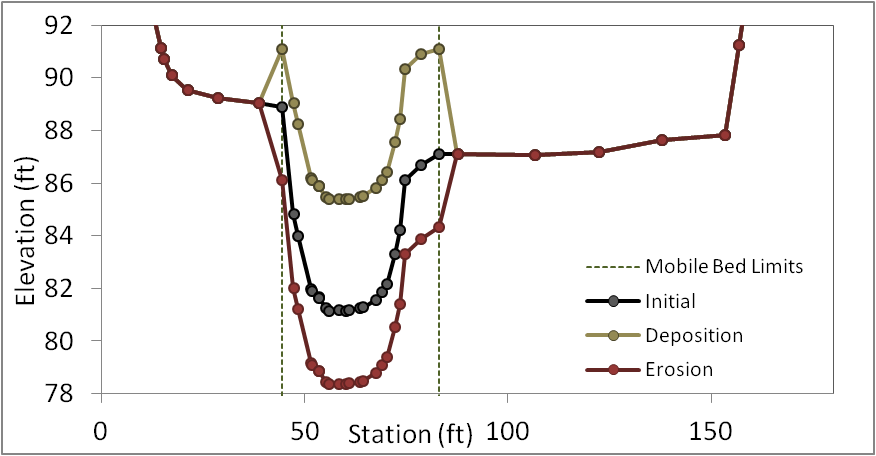 92
90
88
86
84
82
80
78
Elevation (ft)
Mobile Bed Limits
Initial
Deposition
Erosion
0
50
100
150
Station (ft)